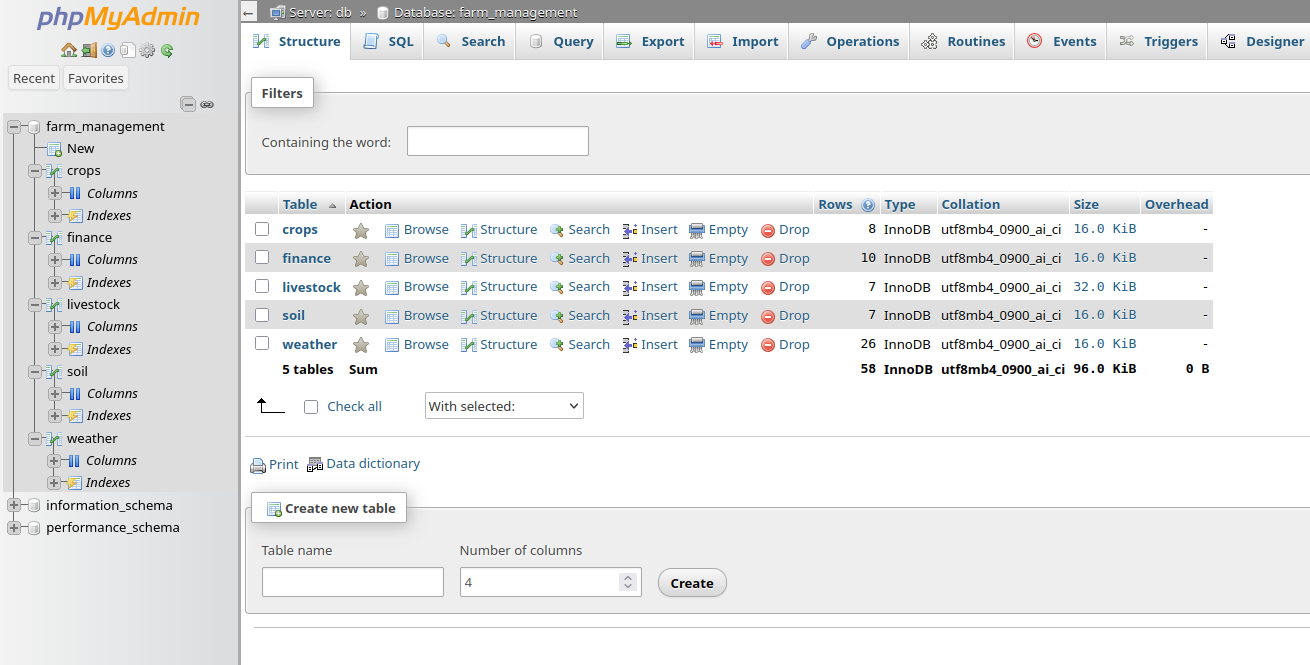 phpMyAdmin
Recent Favorites
farm_management
New
crops
Columns
Indexes
finance
Columns
Indexes
livestock
Columns
Indexes
soil
Columns
Indexes
weather
Columns
Indexes
information_schema
performance_schema
← Server: db » Database: farm_management
Structure SQL Search Query Export Import Operations Routines Events Triggers Designer
Filters
Containing the word:
Table Action Rows Type Collation Size Overhead
crops Browse Structure Search Insert Empty Drop 8 InnoDB utf8mb4_0900_ai_ci 16.0 KiB -
finance Browse Structure Search Insert Empty Drop 10 InnoDB utf8mb4_0900_ai_ci 16.0 KiB -
livestock Browse Structure Search Insert Empty Drop 7 InnoDB utf8mb4_0900_ai_ci 32.0 KiB -
soil Browse Structure Search Insert Empty Drop 7 InnoDB utf8mb4_0900_ai_ci 16.0 KiB -
weather Browse Structure Search Insert Empty Drop 26 InnoDB utf8mb4_0900_ai_ci 16.0 KiB -
5 tables Sum 58 InnoDB utf8mb4_0900_ai_ci 96.0 KiB 0 B
Check all With selected:
Print Data dictionary
Create new table
Table name Number of columns
4 Create